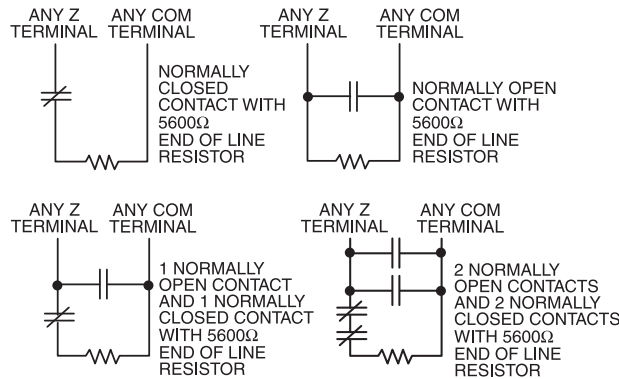 ANY Z TERMINAL
ANY COM TERMINAL
NORMALLY
CLOSED
CONTACT WITH
5600Ω
END OF LINE
RESISTOR
ANY Z TERMINAL
ANY COM TERMINAL
NORMALLY OPEN
CONTACT WITH
5600Ω
END OF LINE
RESISTOR
ANY Z TERMINAL
ANY COM TERMINAL
1 NORMALLY
OPEN CONTACT
AND 1 NORMALLY
CLOSED CONTACT
WITH 5600Ω
END OF LINE
RESISTOR
ANY Z TERMINAL
ANY COM TERMINAL
2 NORMALLY
OPEN CONTACTS
AND 2 NORMALLY
CLOSED CONTACTS
WITH 5600Ω
END OF LINE
RESISTOR